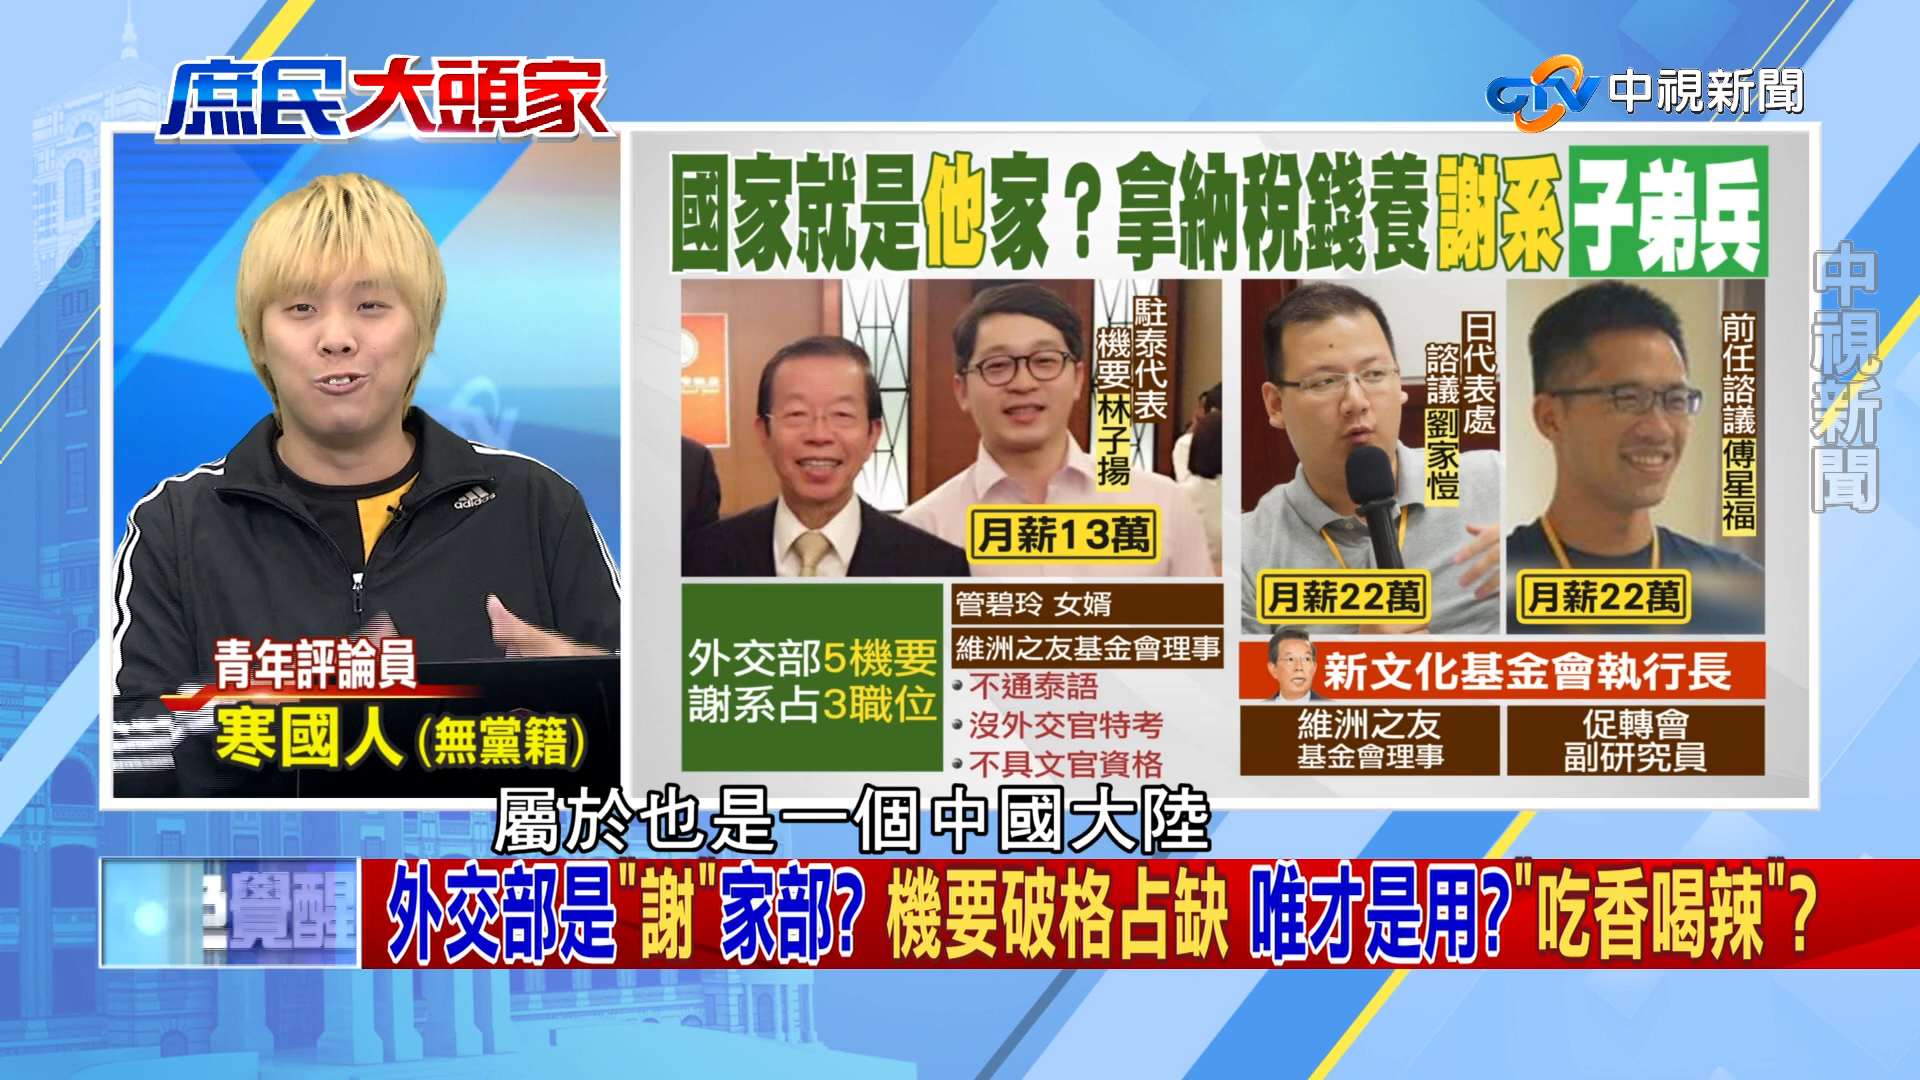 庶民大頭家
CTV 中視新聞
國家就是他家？拿納稅錢養謝系子弟兵
中視新聞
駐泰代表
機要林子揚
月薪13萬
日代表處
諮議劉家愷
月薪22萬
前任諮議傅星福
月薪22萬
adidas
外交部5機要
謝系占3職位
管碧玲 女婿
維洲之友基金會理事
不通泰語
沒外交官特考
不具文官資格
新文化基金會執行長
維洲之友
基金會理事
促轉會
副研究員
青年評論員
寒國人(無黨籍)
屬於也是一個中國大陸
覺醒
外交部是"謝"家部? 機要破格占缺 唯才是用?"吃香喝辣"?